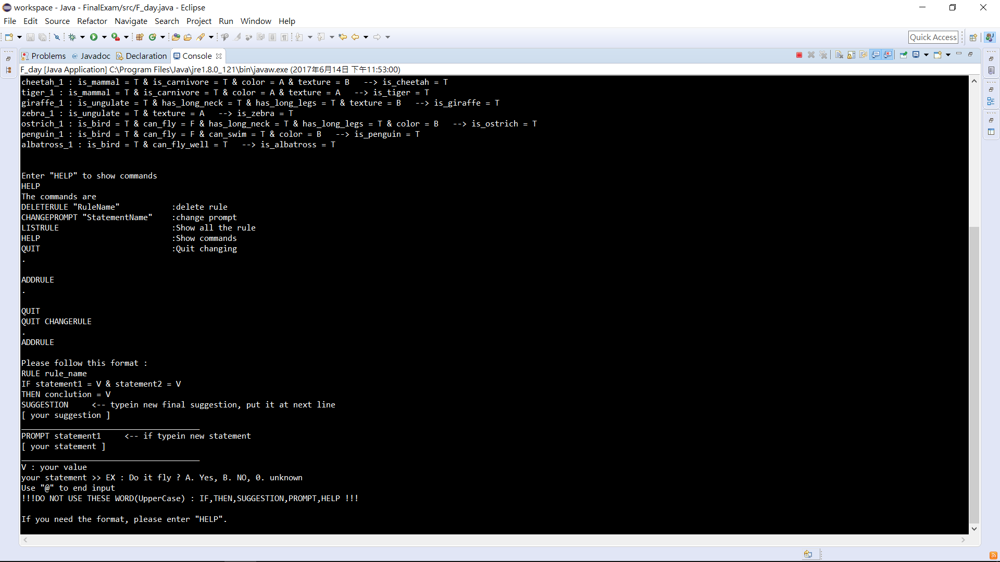 workspace - Java - FinalExam/src/F_day.java - Eclipse
File Edit Source Refactor Navigate Search Project Run Window Help
Quick Access
Problems @ Javadoc Declaration Console
F_day [Java Application] C:\Program Files\Java\jre1.8.0_121\bin\javaw.exe (2017年6月14日 下午11:53:00)
cheetah_1 : is_mammal = T & is_carnivore = T & color = A & texture = B --> is_cheetah = T
tiger_1 : is_mammal = T & is_carnivore = T & color = A & texture = A --> is_tiger = T
giraffe_1 : is_ungulate = T & has_long_neck = T & has_long_legs = T & texture = B --> is_giraffe = T
zebra_1 : is_ungulate = T & texture = A --> is_zebra = T
ostrich_1 : is_bird = T & can_fly = F & has_long_neck = T & has_long_legs = T & color = B --> is_ostrich = T
penguin_1 : is_bird = T & can_fly = F & can_swim = T & color = B --> is_penguin = T
albatross_1 : is_bird = T & can_fly_well = T --> is_albatross = T
Enter "HELP" to show commands
HELP
The commands are
DELETERULE "RuleName" :delete rule
CHANGEPROMPT "StatementName" :change prompt
LISTRULE :Show all the rule
HELP :Show commands
QUIT :Quit changing
.
ADDRULE
.
QUIT
QUIT CHANGERULE
.
ADDRULE
Please follow this format :
RULE rule_name
IF statement1 = V & statement2 = V
THEN conclution = V
SUGGESTION <-- typein new final suggestion, put it at next line
[ your suggestion ]
______________________________________
PROMPT statement1 <-- if typein new statement
[ your statement ]
______________________________________
V : your value
your statement >> EX : Do it fly ? A. Yes, B. NO, 0. unknown
Use "@" to end input
!!!DO NOT USE THESE WORD(UpperCase) : IF,THEN,SUGGESTION,PROMPT,HELP !!!
If you need the format, please enter "HELP".